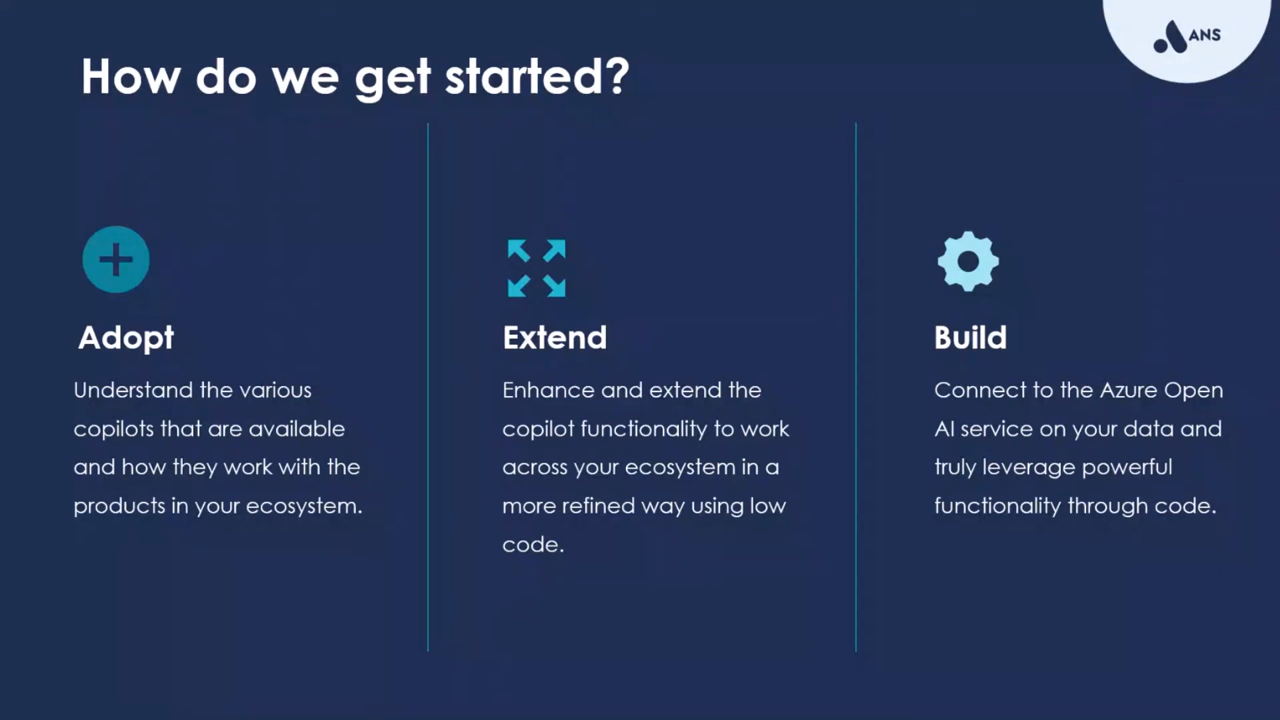 ANS
How do we get started?
Adopt
Understand the various
copilots that are available
and how they work with the
products in your ecosystem.
Extend
Enhance and extend the
copilot functionality to work
across your ecosystem in a
more refined way using low
code.
Build
Connect to the Azure Open
AI service on your data and
truly leverage powerful
functionality through code.